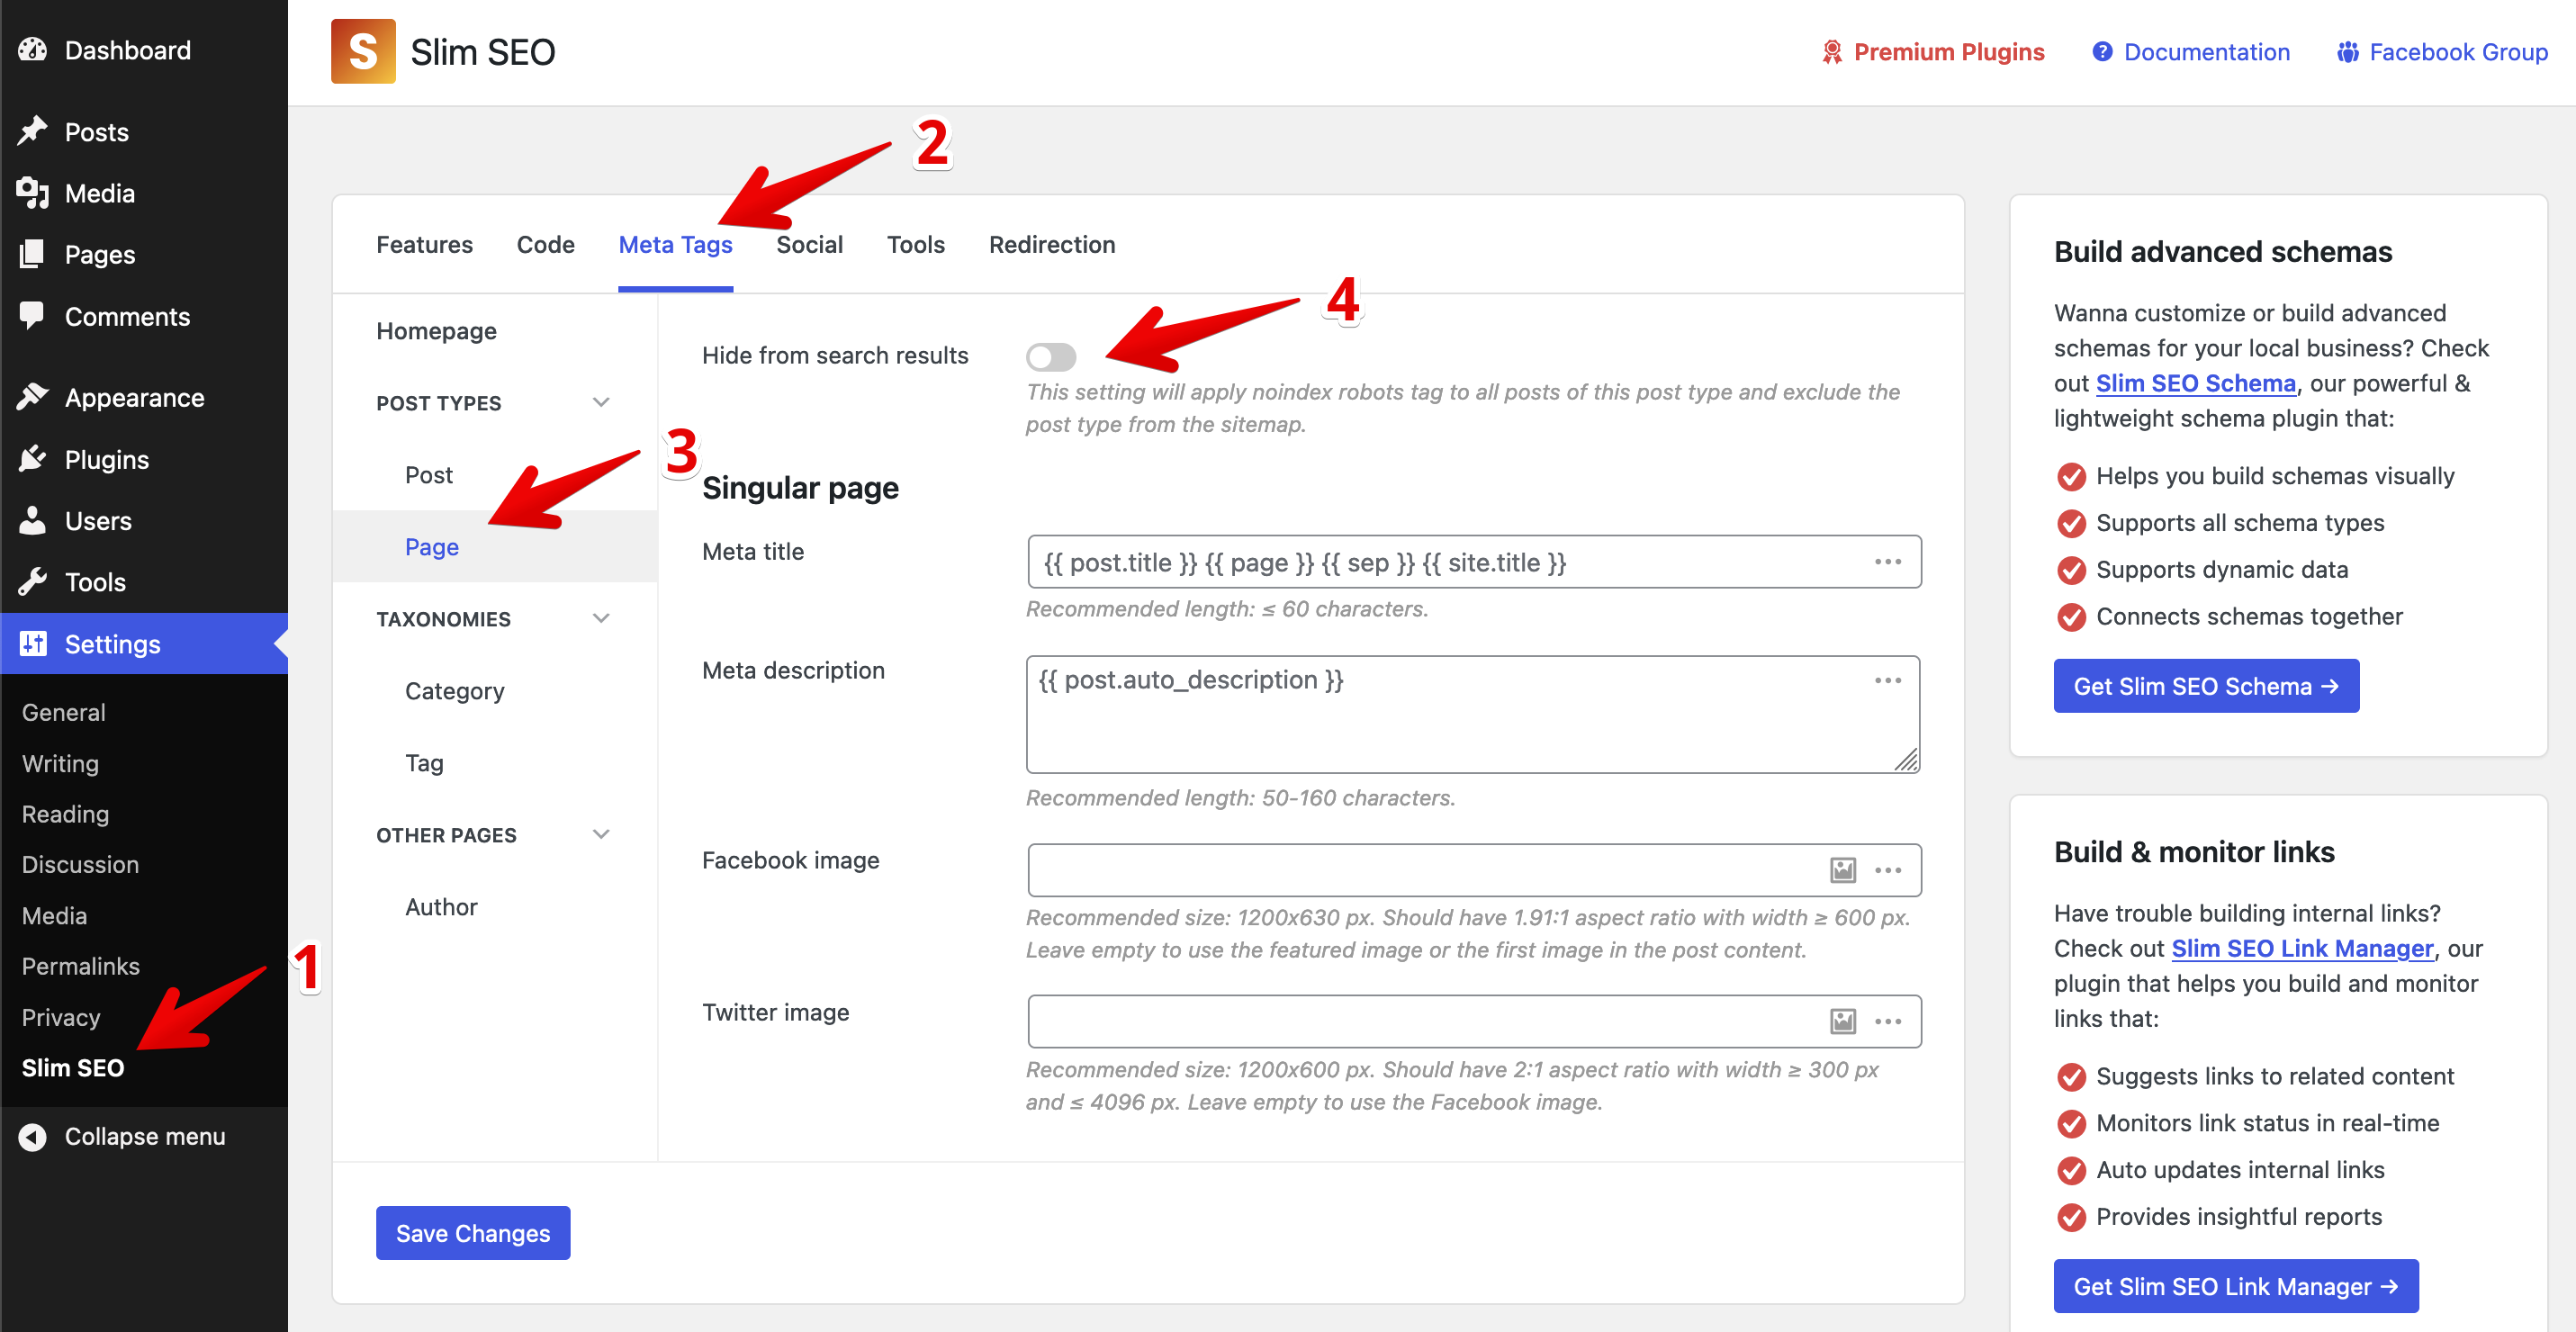 Dashboard
Posts
Media
Pages
Comments
Appearance
Plugins
Users
Tools
Settings
General
Writing
Reading
Discussion
Media
Permalinks
Privacy
Slim SEO
Collapse menu
1
S Slim SEO
Premium Plugins
Documentation
Facebook Group
2
Features Code Meta Tags Social Tools Redirection
Homepage
POST TYPES
Post
Page
TAXONOMIES
Category
Tag
OTHER PAGES
Author
3
4
Hide from search results
This setting will apply noindex robots tag to all posts of this post type and exclude the
post type from the sitemap.
Singular page
Meta title
{{ post.title }} {{ page }} {{ sep }} {{ site.title }}
Recommended length: ≤ 60 characters.
Meta description
{{ post.auto_description }}
Recommended length: 50-160 characters.
Facebook image
Recommended size: 1200x630 px. Should have 1.91:1 aspect ratio with width ≥ 600 px.
Leave empty to use the featured image or the first image in the post content.
Twitter image
Recommended size: 1200x600 px. Should have 2:1 aspect ratio with width ≥ 300 px
and ≤ 4096 px. Leave empty to use the Facebook image.
Save Changes
Build advanced schemas
Wanna customize or build advanced
schemas for your local business? Check
out Slim SEO Schema, our powerful &
lightweight schema plugin that:
Helps you build schemas visually
Supports all schema types
Supports dynamic data
Connects schemas together
Get Slim SEO Schema →
Build & monitor links
Have trouble building internal links?
Check out Slim SEO Link Manager, our
plugin that helps you build and monitor
links that:
Suggests links to related content
Monitors link status in real-time
Auto updates internal links
Provides insightful reports
Get Slim SEO Link Manager →